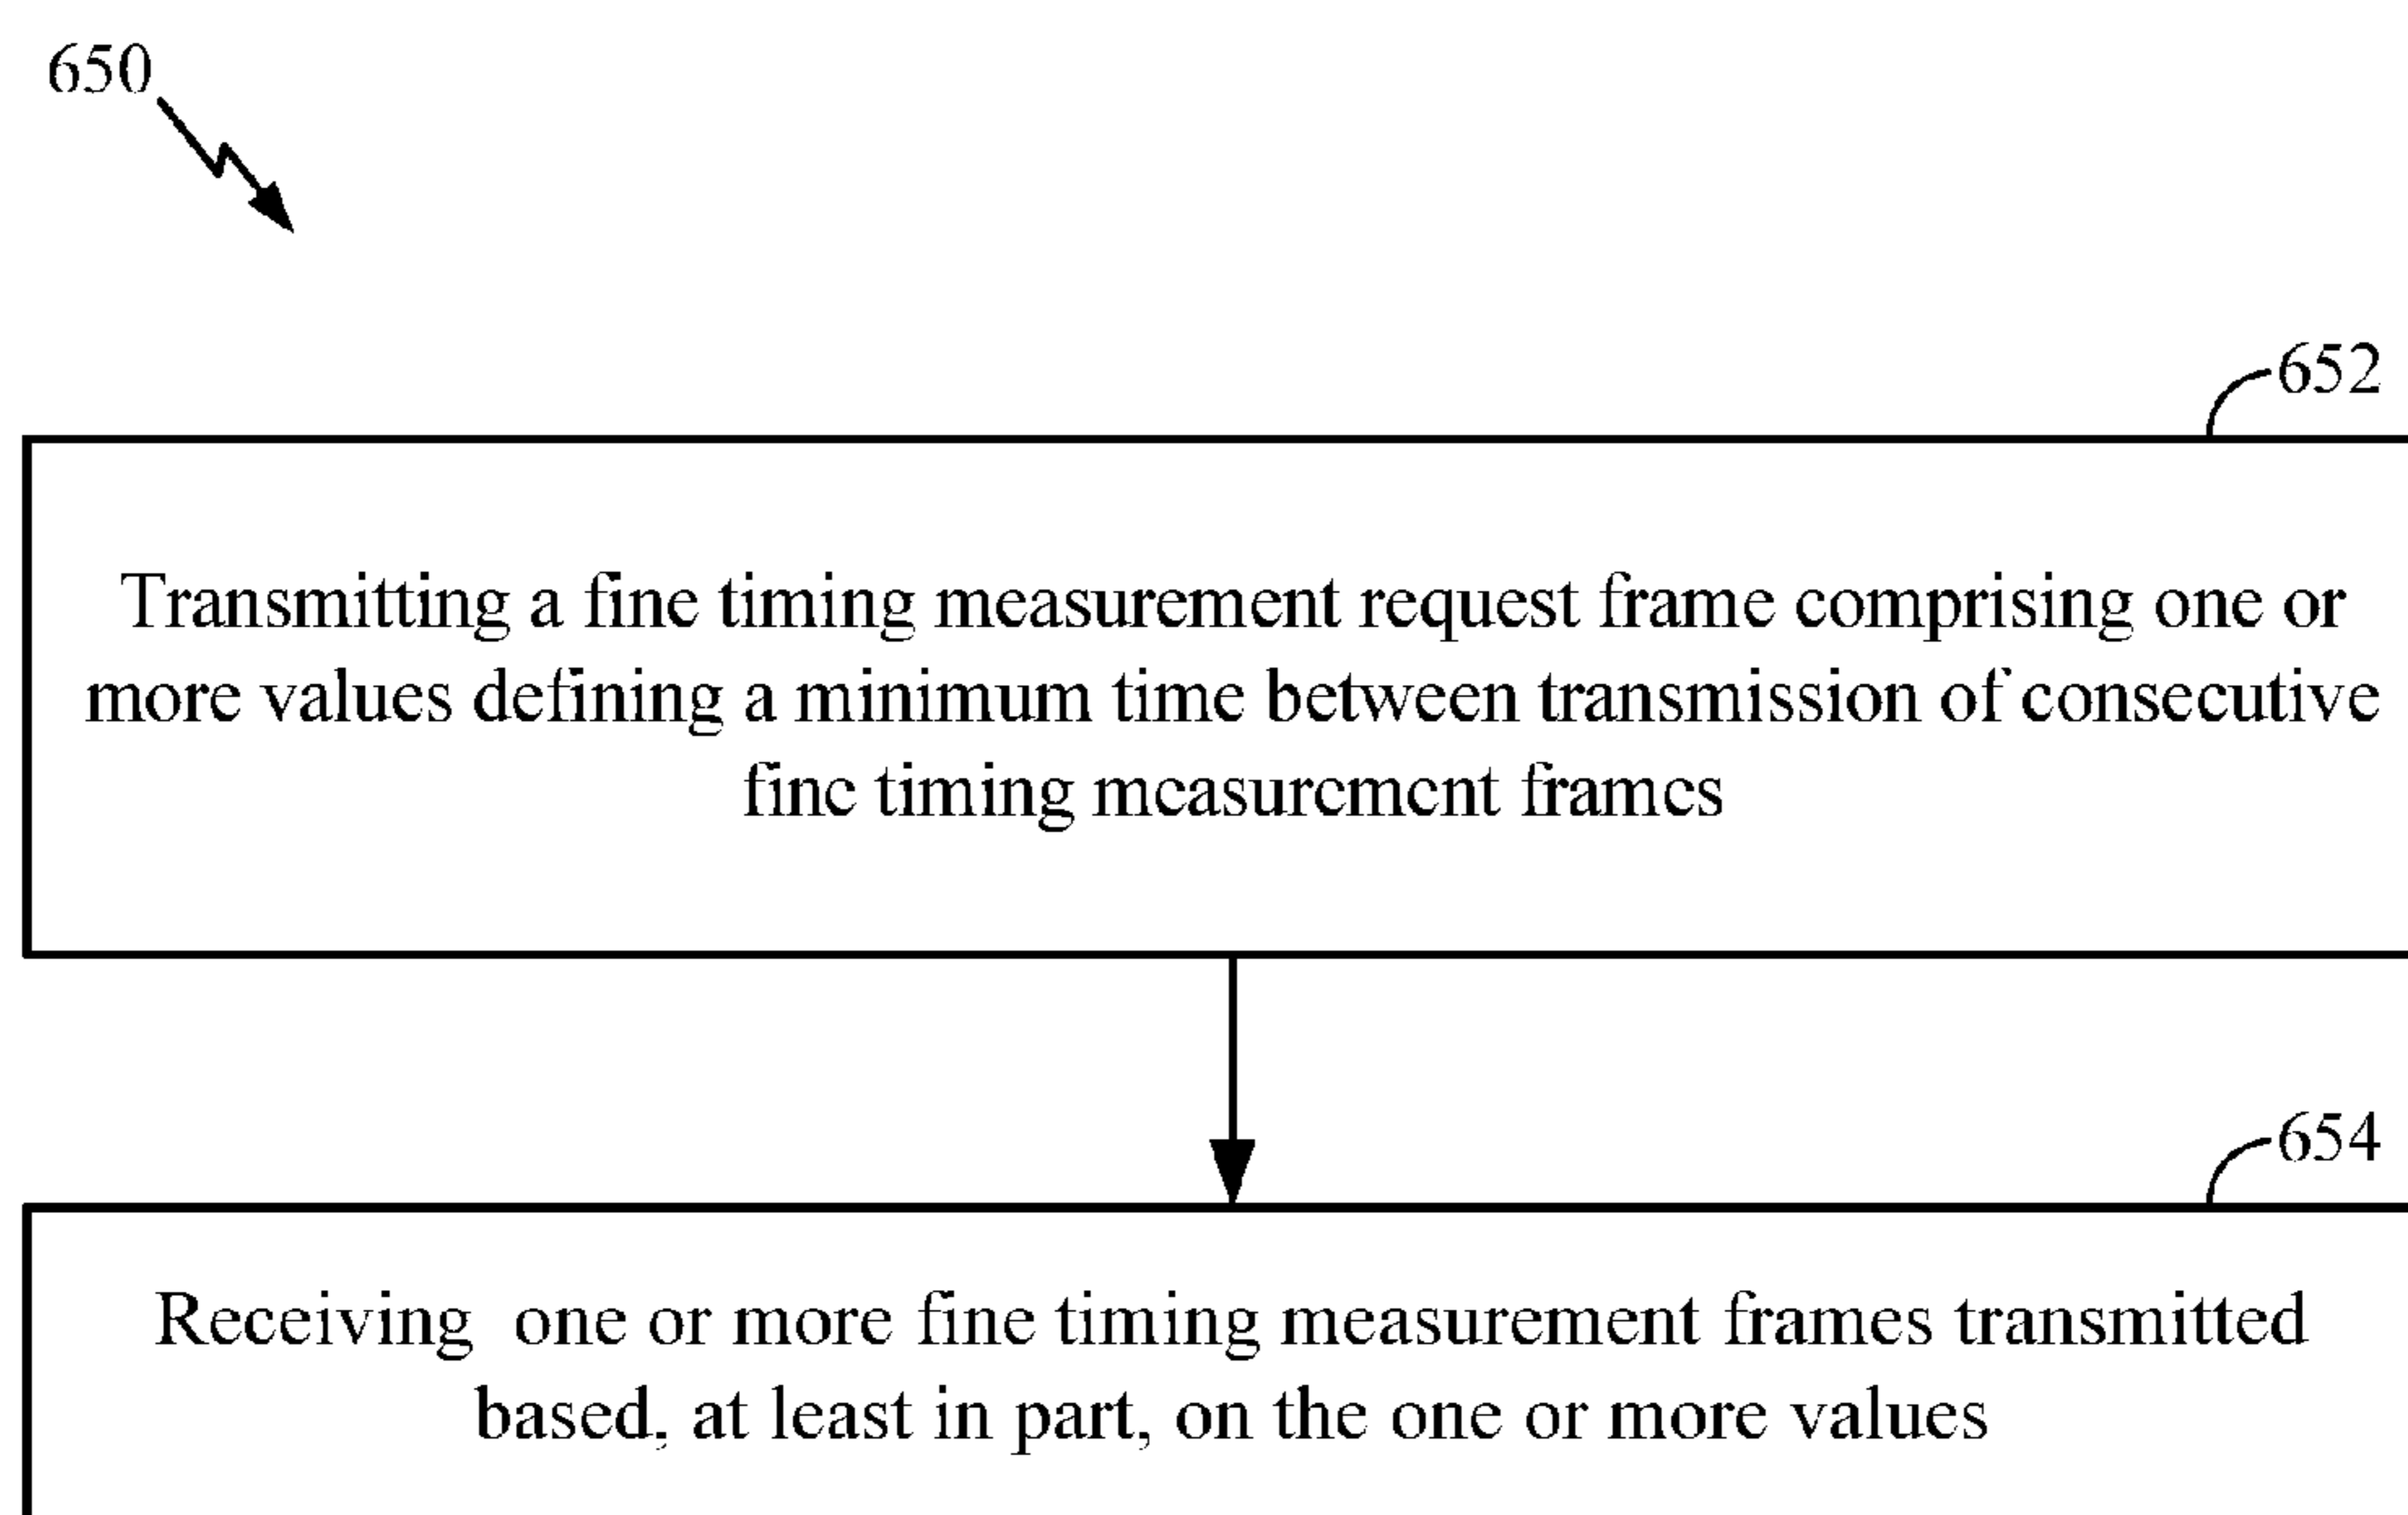 650
652
Transmitting a fine timing measurement request frame comprising one or
more values defining a minimum time between transmission of consecutive
fine timing measurement frames
654
Receiving one or more fine timing measurement frames transmitted
based, at least in part, on the one or more values